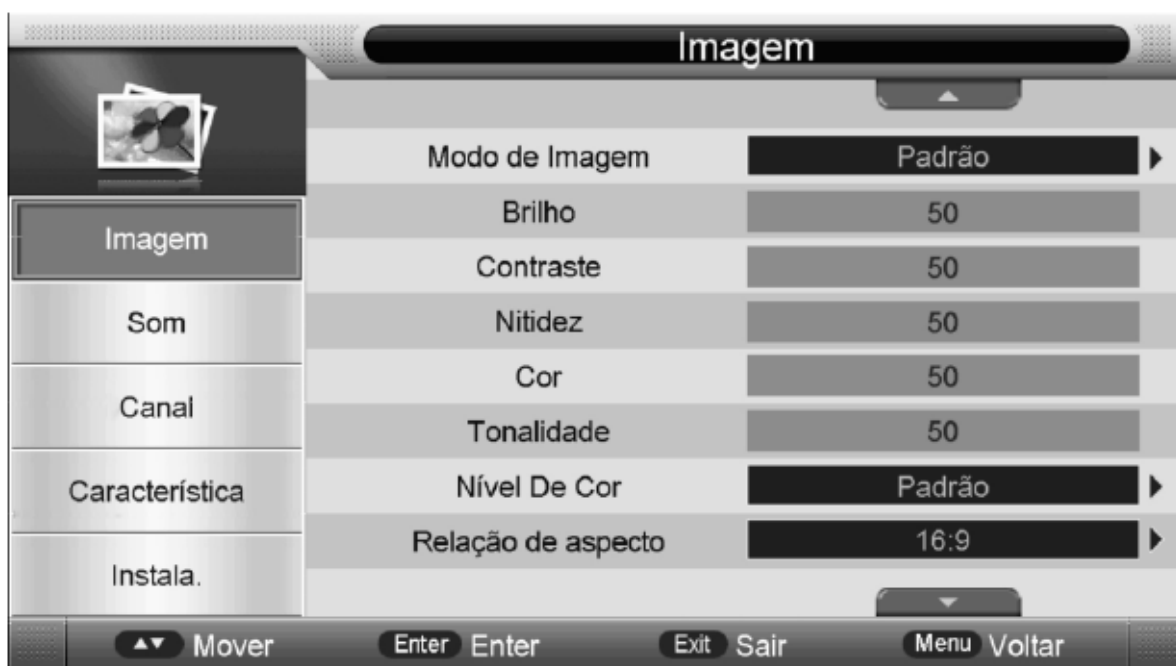 Imagem
Modo de Imagem Padrão
Brilho 50
Contraste 50
Nitidez 50
Cor 50
Tonalidade 50
Nível De Cor Padrão
Relação de aspecto 16:9
Imagem
Som
Canal
Característica
Instala.
Mover Enter Enter Exit Sair Menu Voltar